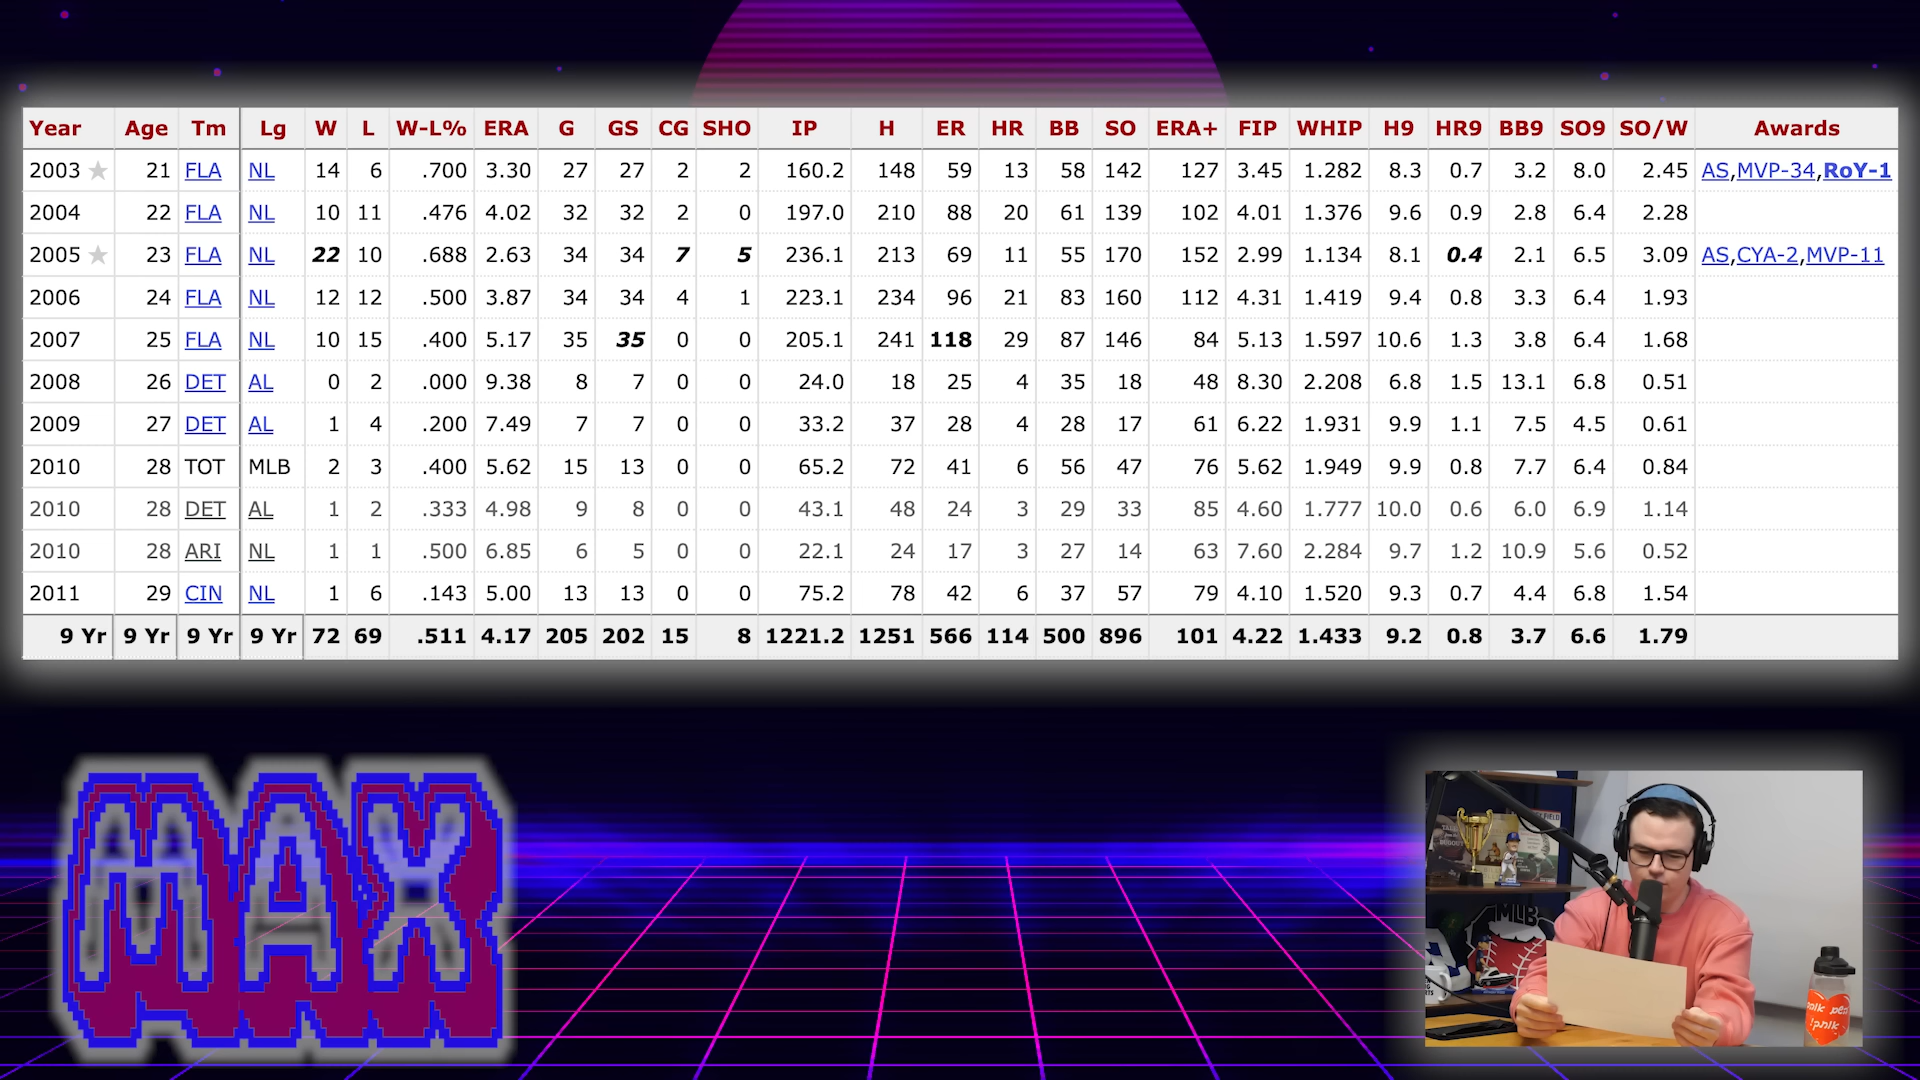 Year Age Tm Lg W L W-L% ERA G GS CG SHO IP H ER HR BB SO ERA+ FIP WHIP H9 HR9 BB9 SO9 SO/W Awards
2003 ★ 21 FLA NL 14 6 .700 3.30 27 27 2 2 160.2 148 59 13 58 142 127 3.45 1.282 8.3 0.7 3.2 8.0 2.45 AS,MVP-34,RoY-1
2004 22 FLA NL 10 11 .476 4.02 32 32 2 0 197.0 210 88 20 61 139 102 4.01 1.376 9.6 0.9 2.8 6.4 2.28
2005 ★ 23 FLA NL 22 10 .688 2.63 34 34 7 5 236.1 213 69 11 55 170 152 2.99 1.134 8.1 0.4 2.1 6.5 3.09 AS,CYA-2,MVP-11
2006 24 FLA NL 12 12 .500 3.87 34 34 4 1 223.1 234 96 21 83 160 112 4.31 1.419 9.4 0.8 3.3 6.4 1.93
2007 25 FLA NL 10 15 .400 5.17 35 35 0 0 205.1 241 118 29 87 146 84 5.13 1.597 10.6 1.3 3.8 6.4 1.68
2008 26 DET AL 0 2 .000 9.38 8 7 0 0 24.0 18 25 4 35 18 48 8.30 2.208 6.8 1.5 13.1 6.8 0.51
2009 27 DET AL 1 4 .200 7.49 7 7 0 0 33.2 37 28 4 28 17 61 6.22 1.931 9.9 1.1 7.5 4.5 0.61
2010 28 TOT MLB 2 3 .400 5.62 15 13 0 0 65.2 72 41 6 56 47 76 5.62 1.949 9.9 0.8 7.7 6.4 0.84
2010 28 DET AL 1 2 .333 4.98 9 8 0 0 43.1 48 24 3 29 33 85 4.60 1.777 10.0 0.6 6.0 6.9 1.14
2010 28 ARI NL 1 1 .500 6.85 6 5 0 0 22.1 24 17 3 27 14 63 7.60 2.284 9.7 1.2 10.9 5.6 0.52
2011 29 CIN NL 1 6 .143 5.00 13 13 0 0 75.2 78 42 6 37 57 79 4.10 1.520 9.3 0.7 4.4 6.8 1.54
9 Yr 9 Yr 9 Yr 9 Yr 72 69 .511 4.17 205 202 15 8 1221.2 1251 566 114 500 896 101 4.22 1.433 9.2 0.8 3.7 6.6 1.79
MAX
MLB